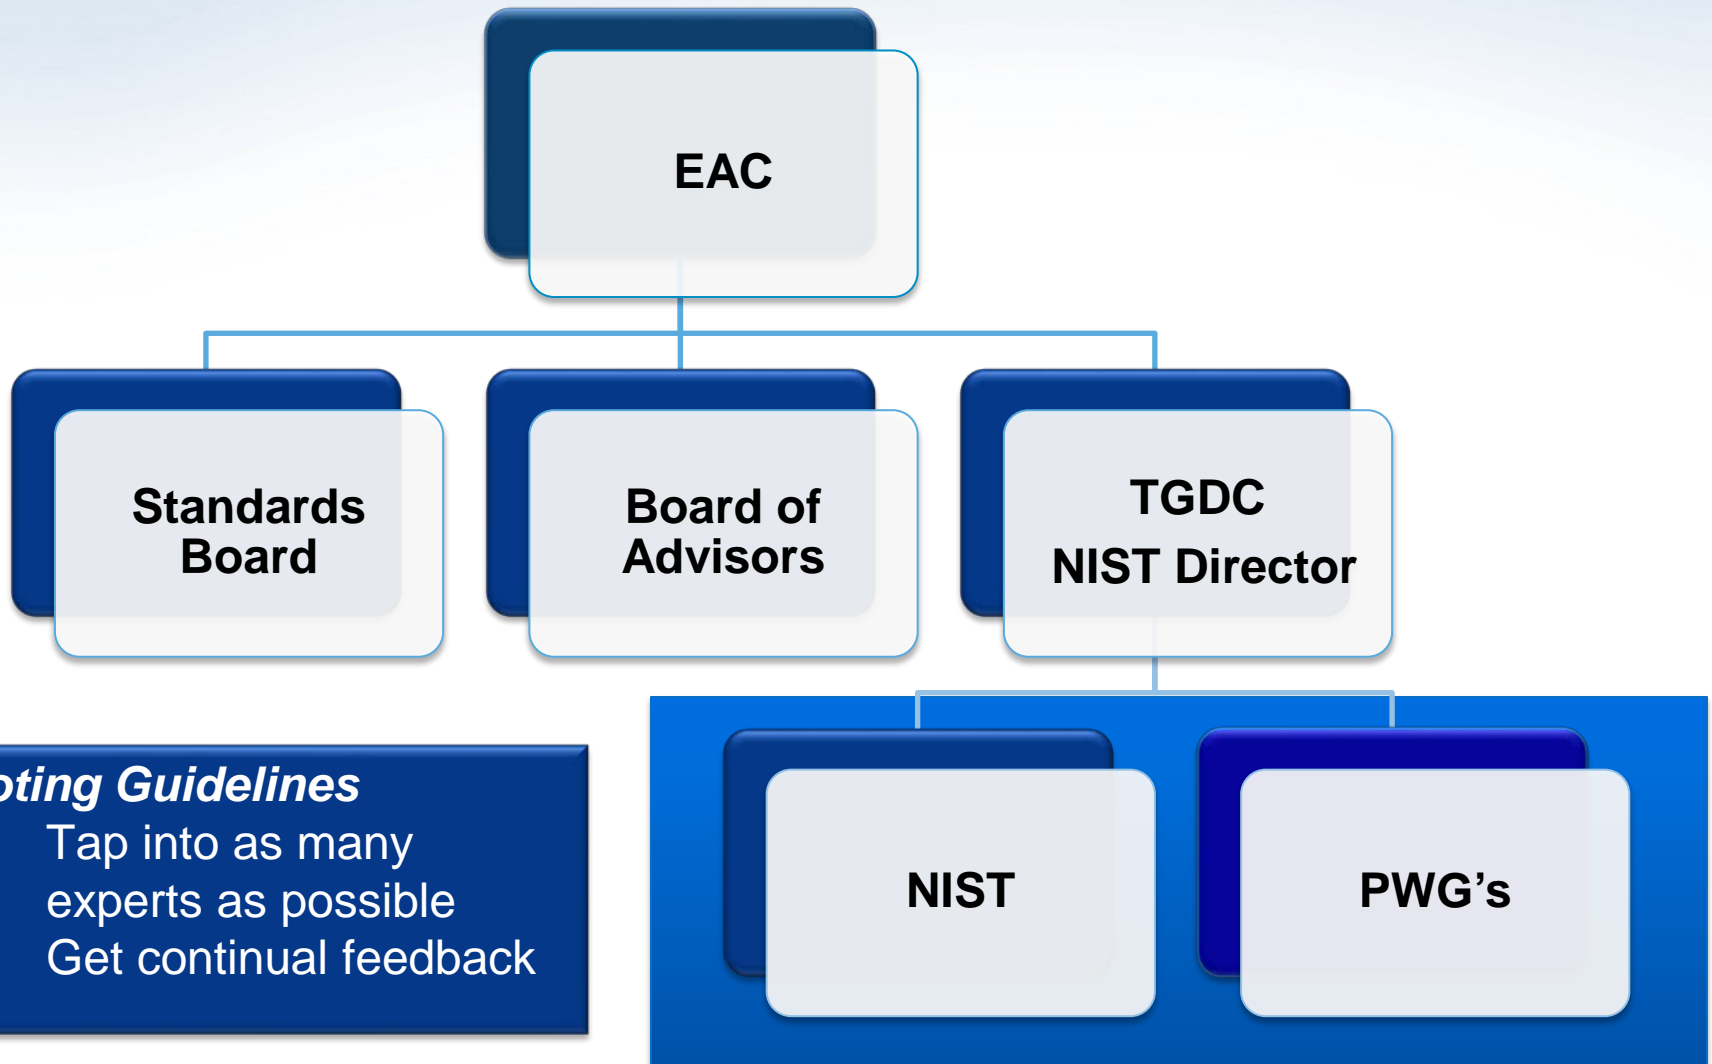 EAC
Standards
Board
Board of
Advisors
TGDC
NIST Director
oting Guidelines
Tap into as many
experts as possible
Get continual feedback
NIST
PWG’s